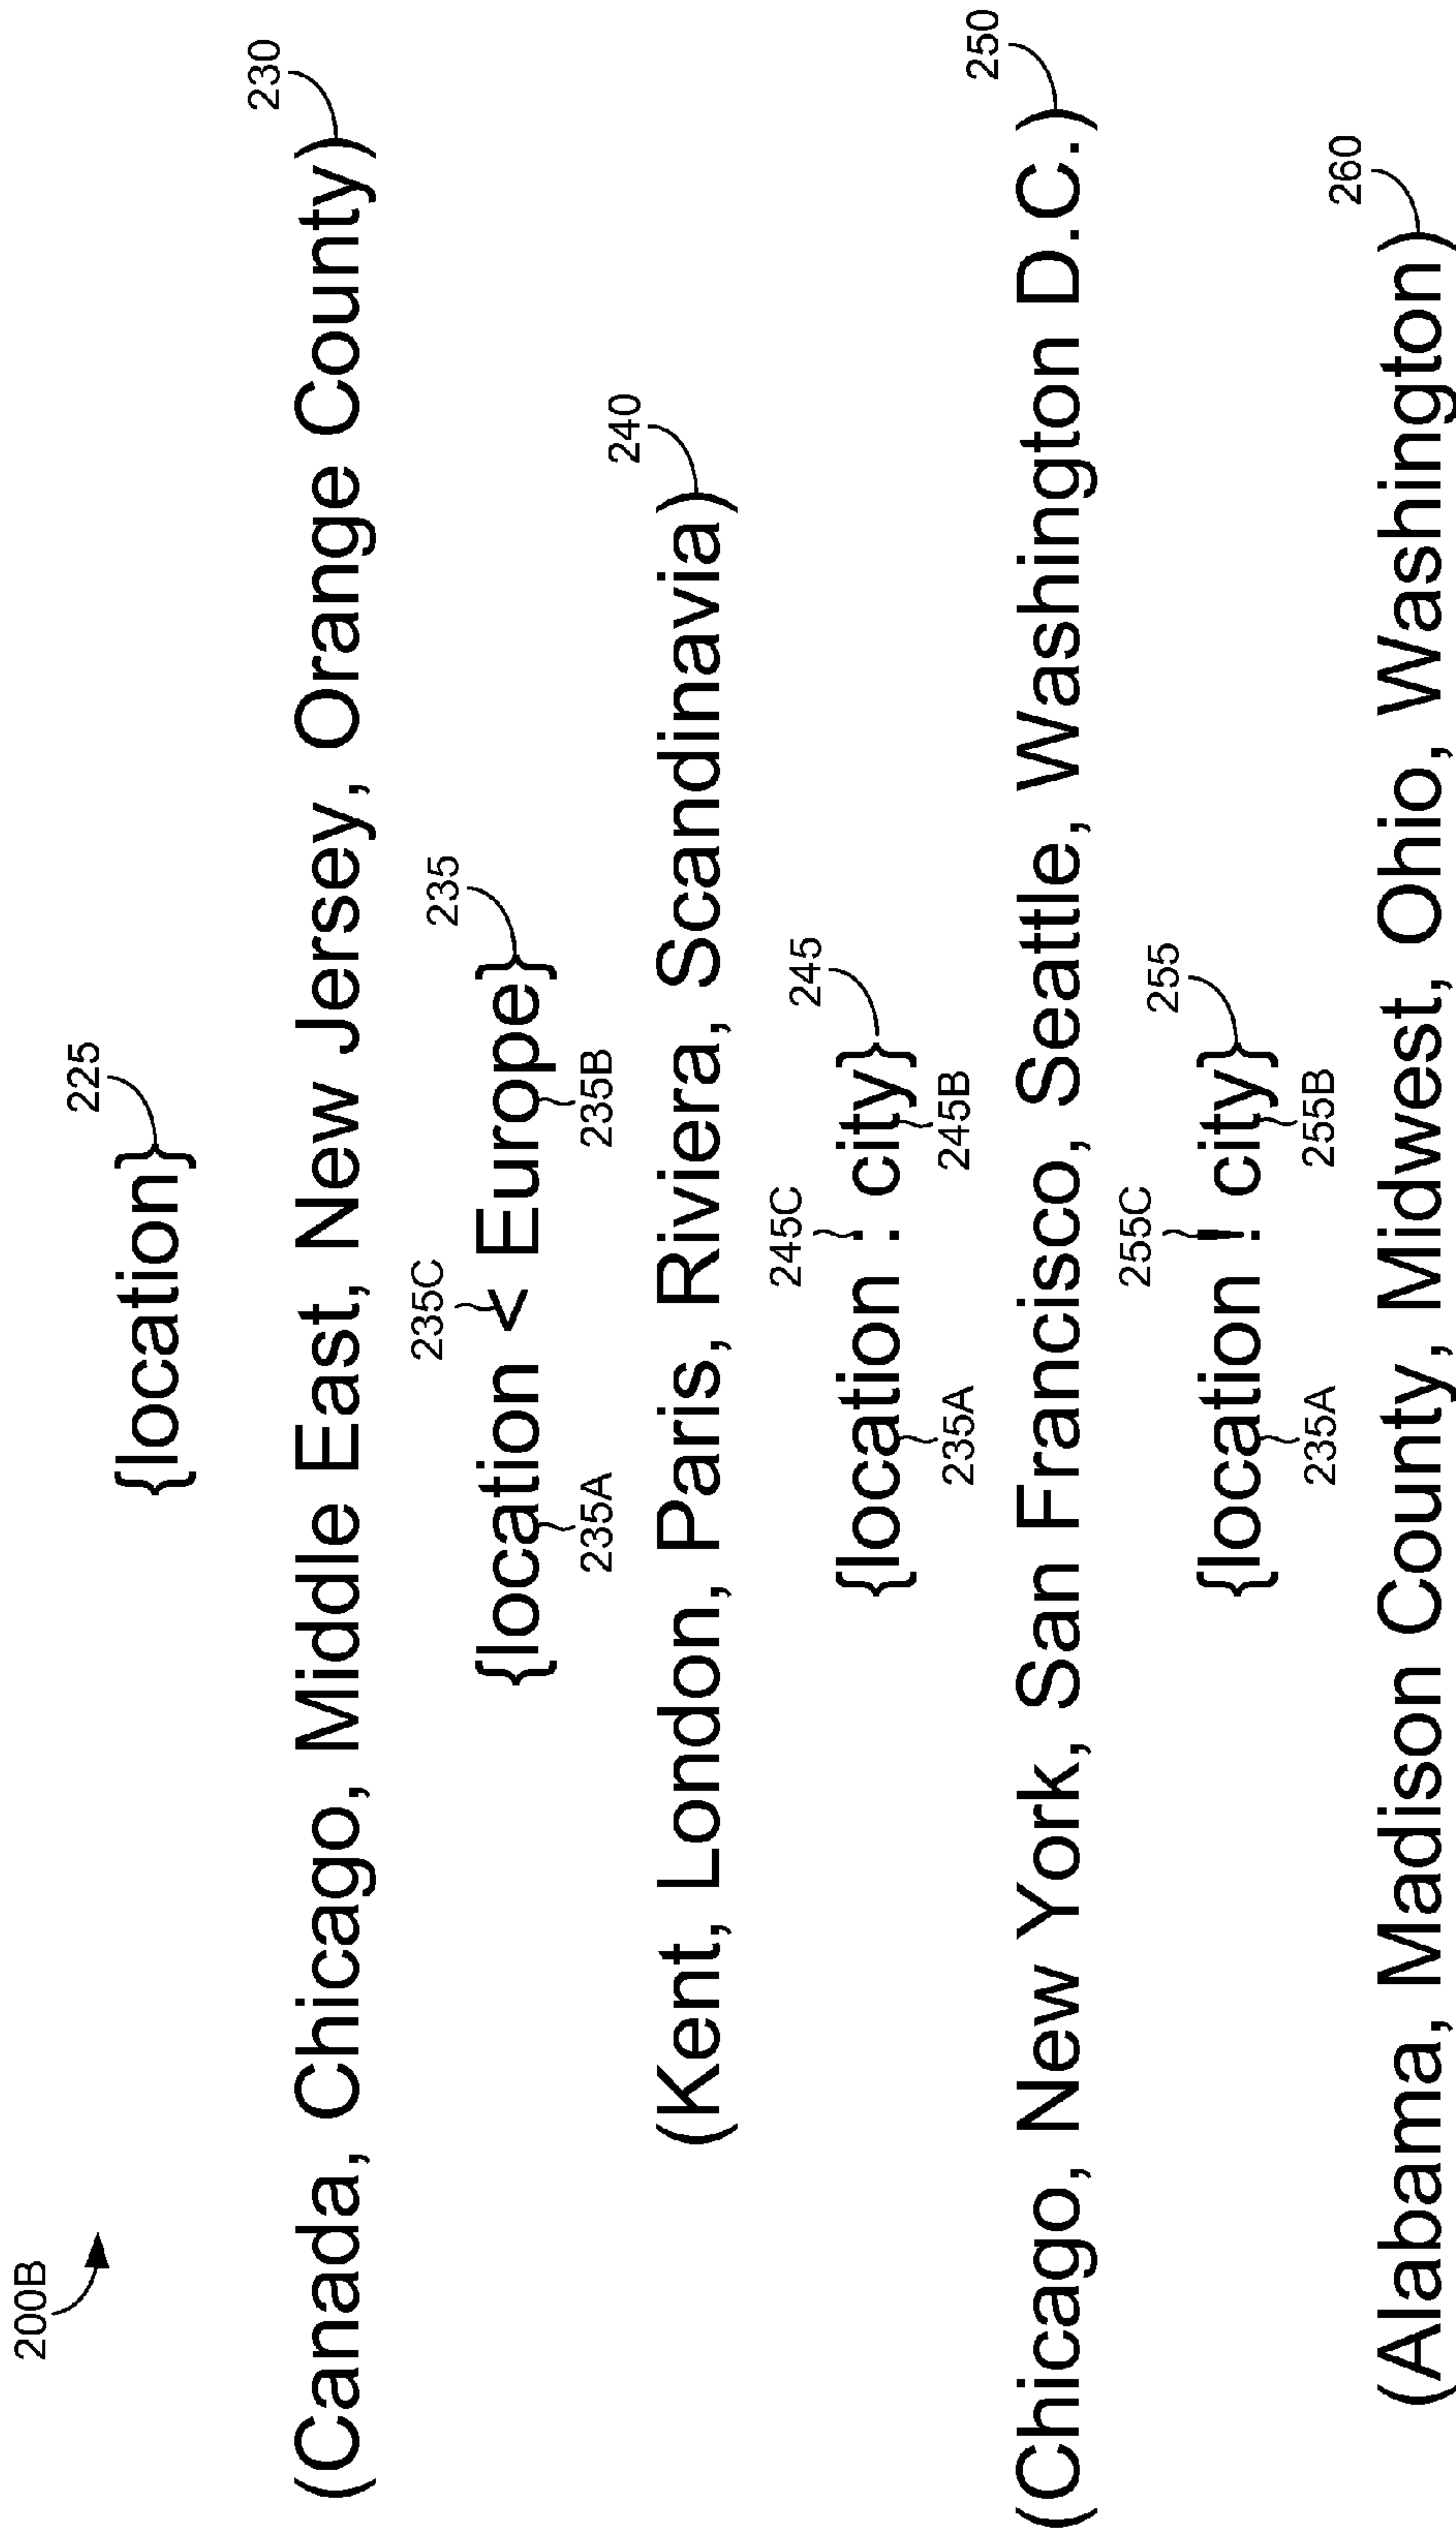 200B
{location} 225
(Canada, Chicago, Middle East, New Jersey, Orange County) 230
235C 235
{location < Europe}
235A 235B
(Kent, London, Paris, Riviera, Scandinavia) 240
245C 245
{location : city}
235A 245B
(Chicago, New York, San Francisco, Seattle, Washington D.C.) 250
255C 255
{location ! city}
235A 255B
(Alabama, Madison County, Midwest, Ohio, Washington) 260